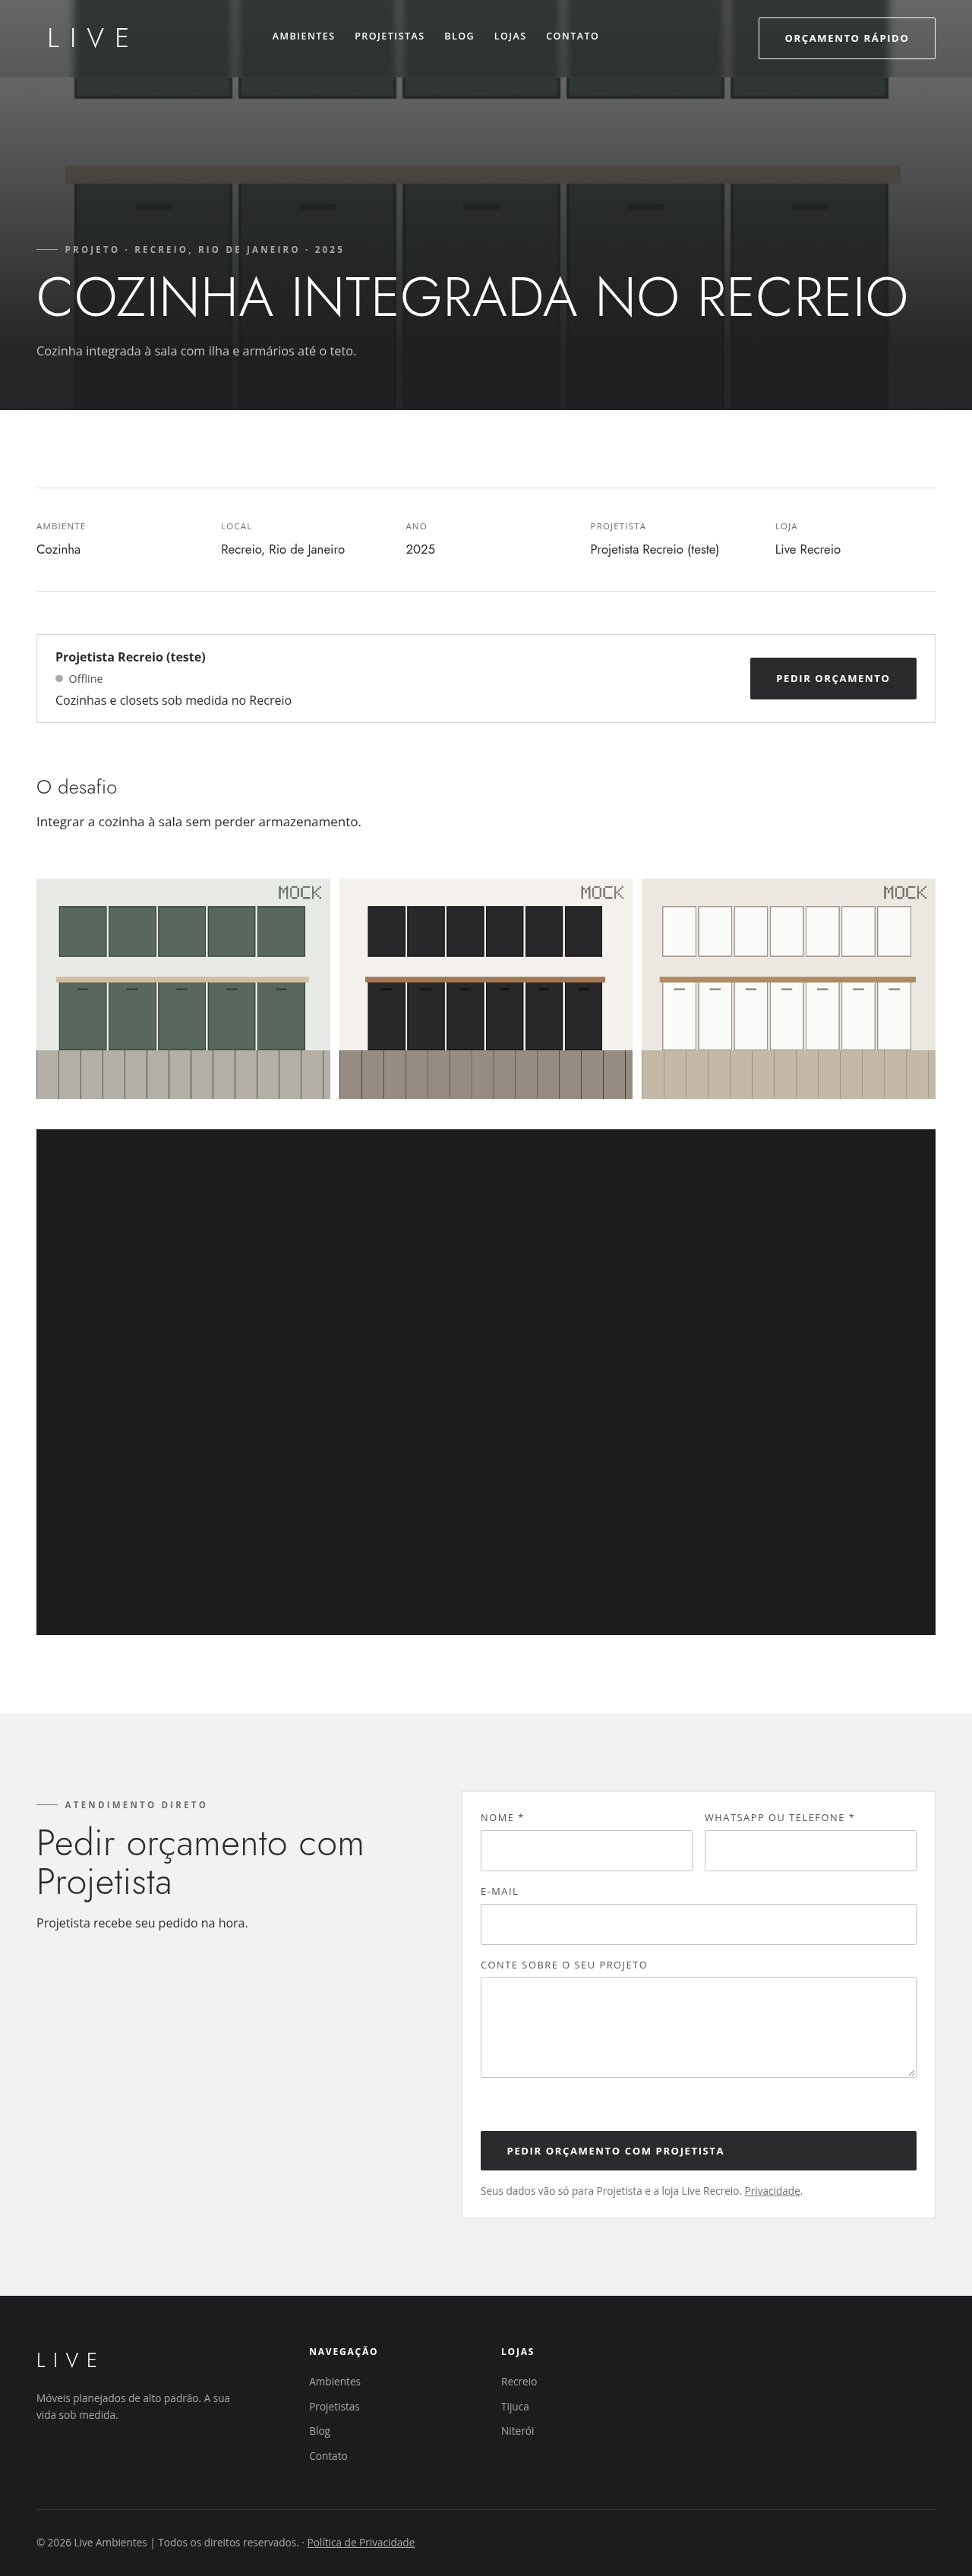 LIVE
AMBIENTES PROJETISTAS BLOG LOJAS CONTATO
ORÇAMENTO RÁPIDO
PROJETO · RECREIO, RIO DE JANEIRO · 2025
COZINHA INTEGRADA NO RECREIO
Cozinha integrada à sala com ilha e armários até o teto.
AMBIENTE LOCAL ANO PROJETISTA LOJA
Cozinha Recreio, Rio de Janeiro 2025 Projetista Recreio (teste) Live Recreio
Projetista Recreio (teste)
Offline
Cozinhas e closets sob medida no Recreio
PEDIR ORÇAMENTO
O desafio
Integrar a cozinha à sala sem perder armazenamento.
MOCK MOCK MOCK
ATENDIMENTO DIRETO
Pedir orçamento com
Projetista
Projetista recebe seu pedido na hora.
NOME * WHATSAPP OU TELEFONE *
E-MAIL
CONTE SOBRE O SEU PROJETO
PEDIR ORÇAMENTO COM PROJETISTA
Seus dados vão só para Projetista e a loja Live Recreio. Privacidade.
LIVE
Móveis planejados de alto padrão. A sua
vida sob medida.
NAVEGAÇÃO
Ambientes
Projetistas
Blog
Contato
LOJAS
Recreio
Tijuca
Niterói
© 2026 Live Ambientes | Todos os direitos reservados. · Política de Privacidade